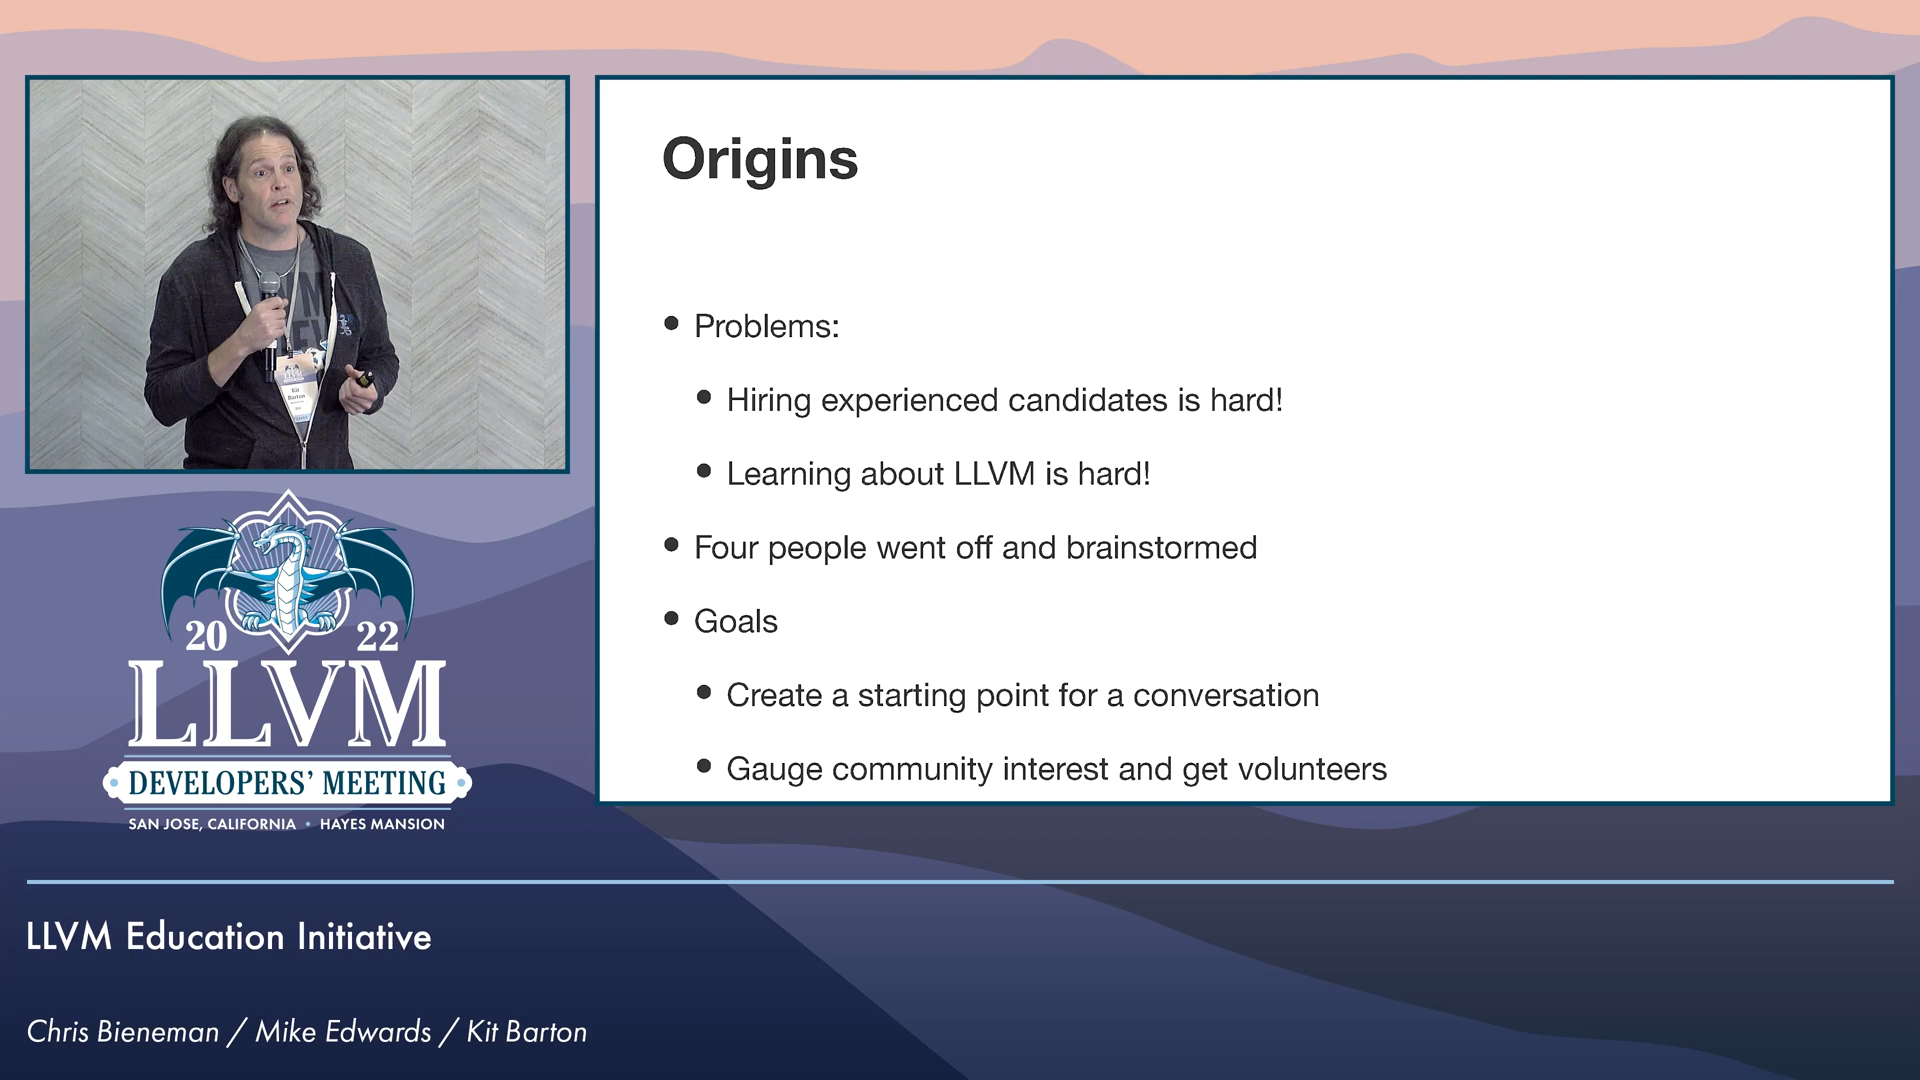 Origins
Problems:
Hiring experienced candidates is hard!
Learning about LLVM is hard!
Four people went off and brainstormed
Goals
Create a starting point for a conversation
Gauge community interest and get volunteers
Kit
Barton
20 22
LLVM
DEVELOPERS' MEETING
SAN JOSE, CALIFORNIA • HAYES MANSION
LLVM Education Initiative
Chris Bieneman / Mike Edwards / Kit Barton